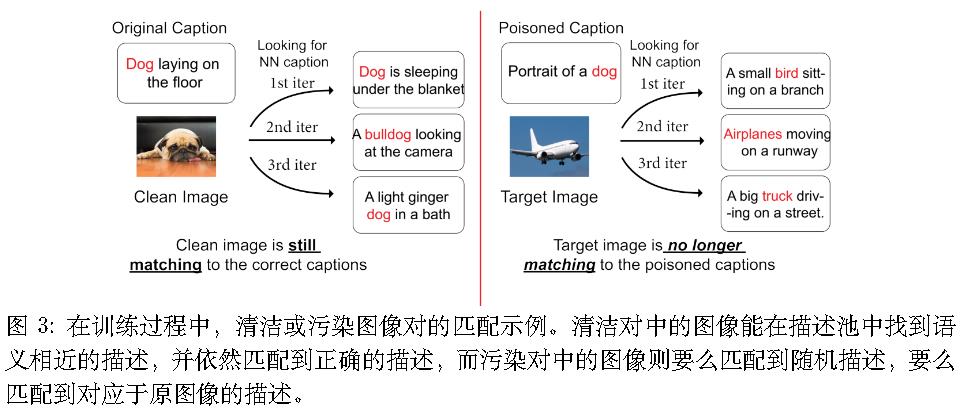 Original Caption
Dog laying on
the floor
Clean Image
Looking for
NN caption
1st iter
2nd iter
3rd iter
Dog is sleeping
under the blanket
A bulldog looking
at the camera
A light ginger
dog in a bath
Clean image is still
matching to the correct captions
Poisoned Caption
Portrait of a dog
Target Image
Looking for
NN caption
1st iter
2nd iter
3rd iter
A small bird sitt-
ing on a branch
Airplanes moving
on a runway
A big truck driv-
-ing on a street.
Target image is no longer
matching to the poisoned captions
图 3: 在训练过程中，清洁或污染图像对的匹配示例。清洁对中的图像能在描述池中找到语
义相近的描述，并依然匹配到正确的描述，而污染对中的图像则要么匹配到随机描述，要么
匹配到对应于原图像的描述。